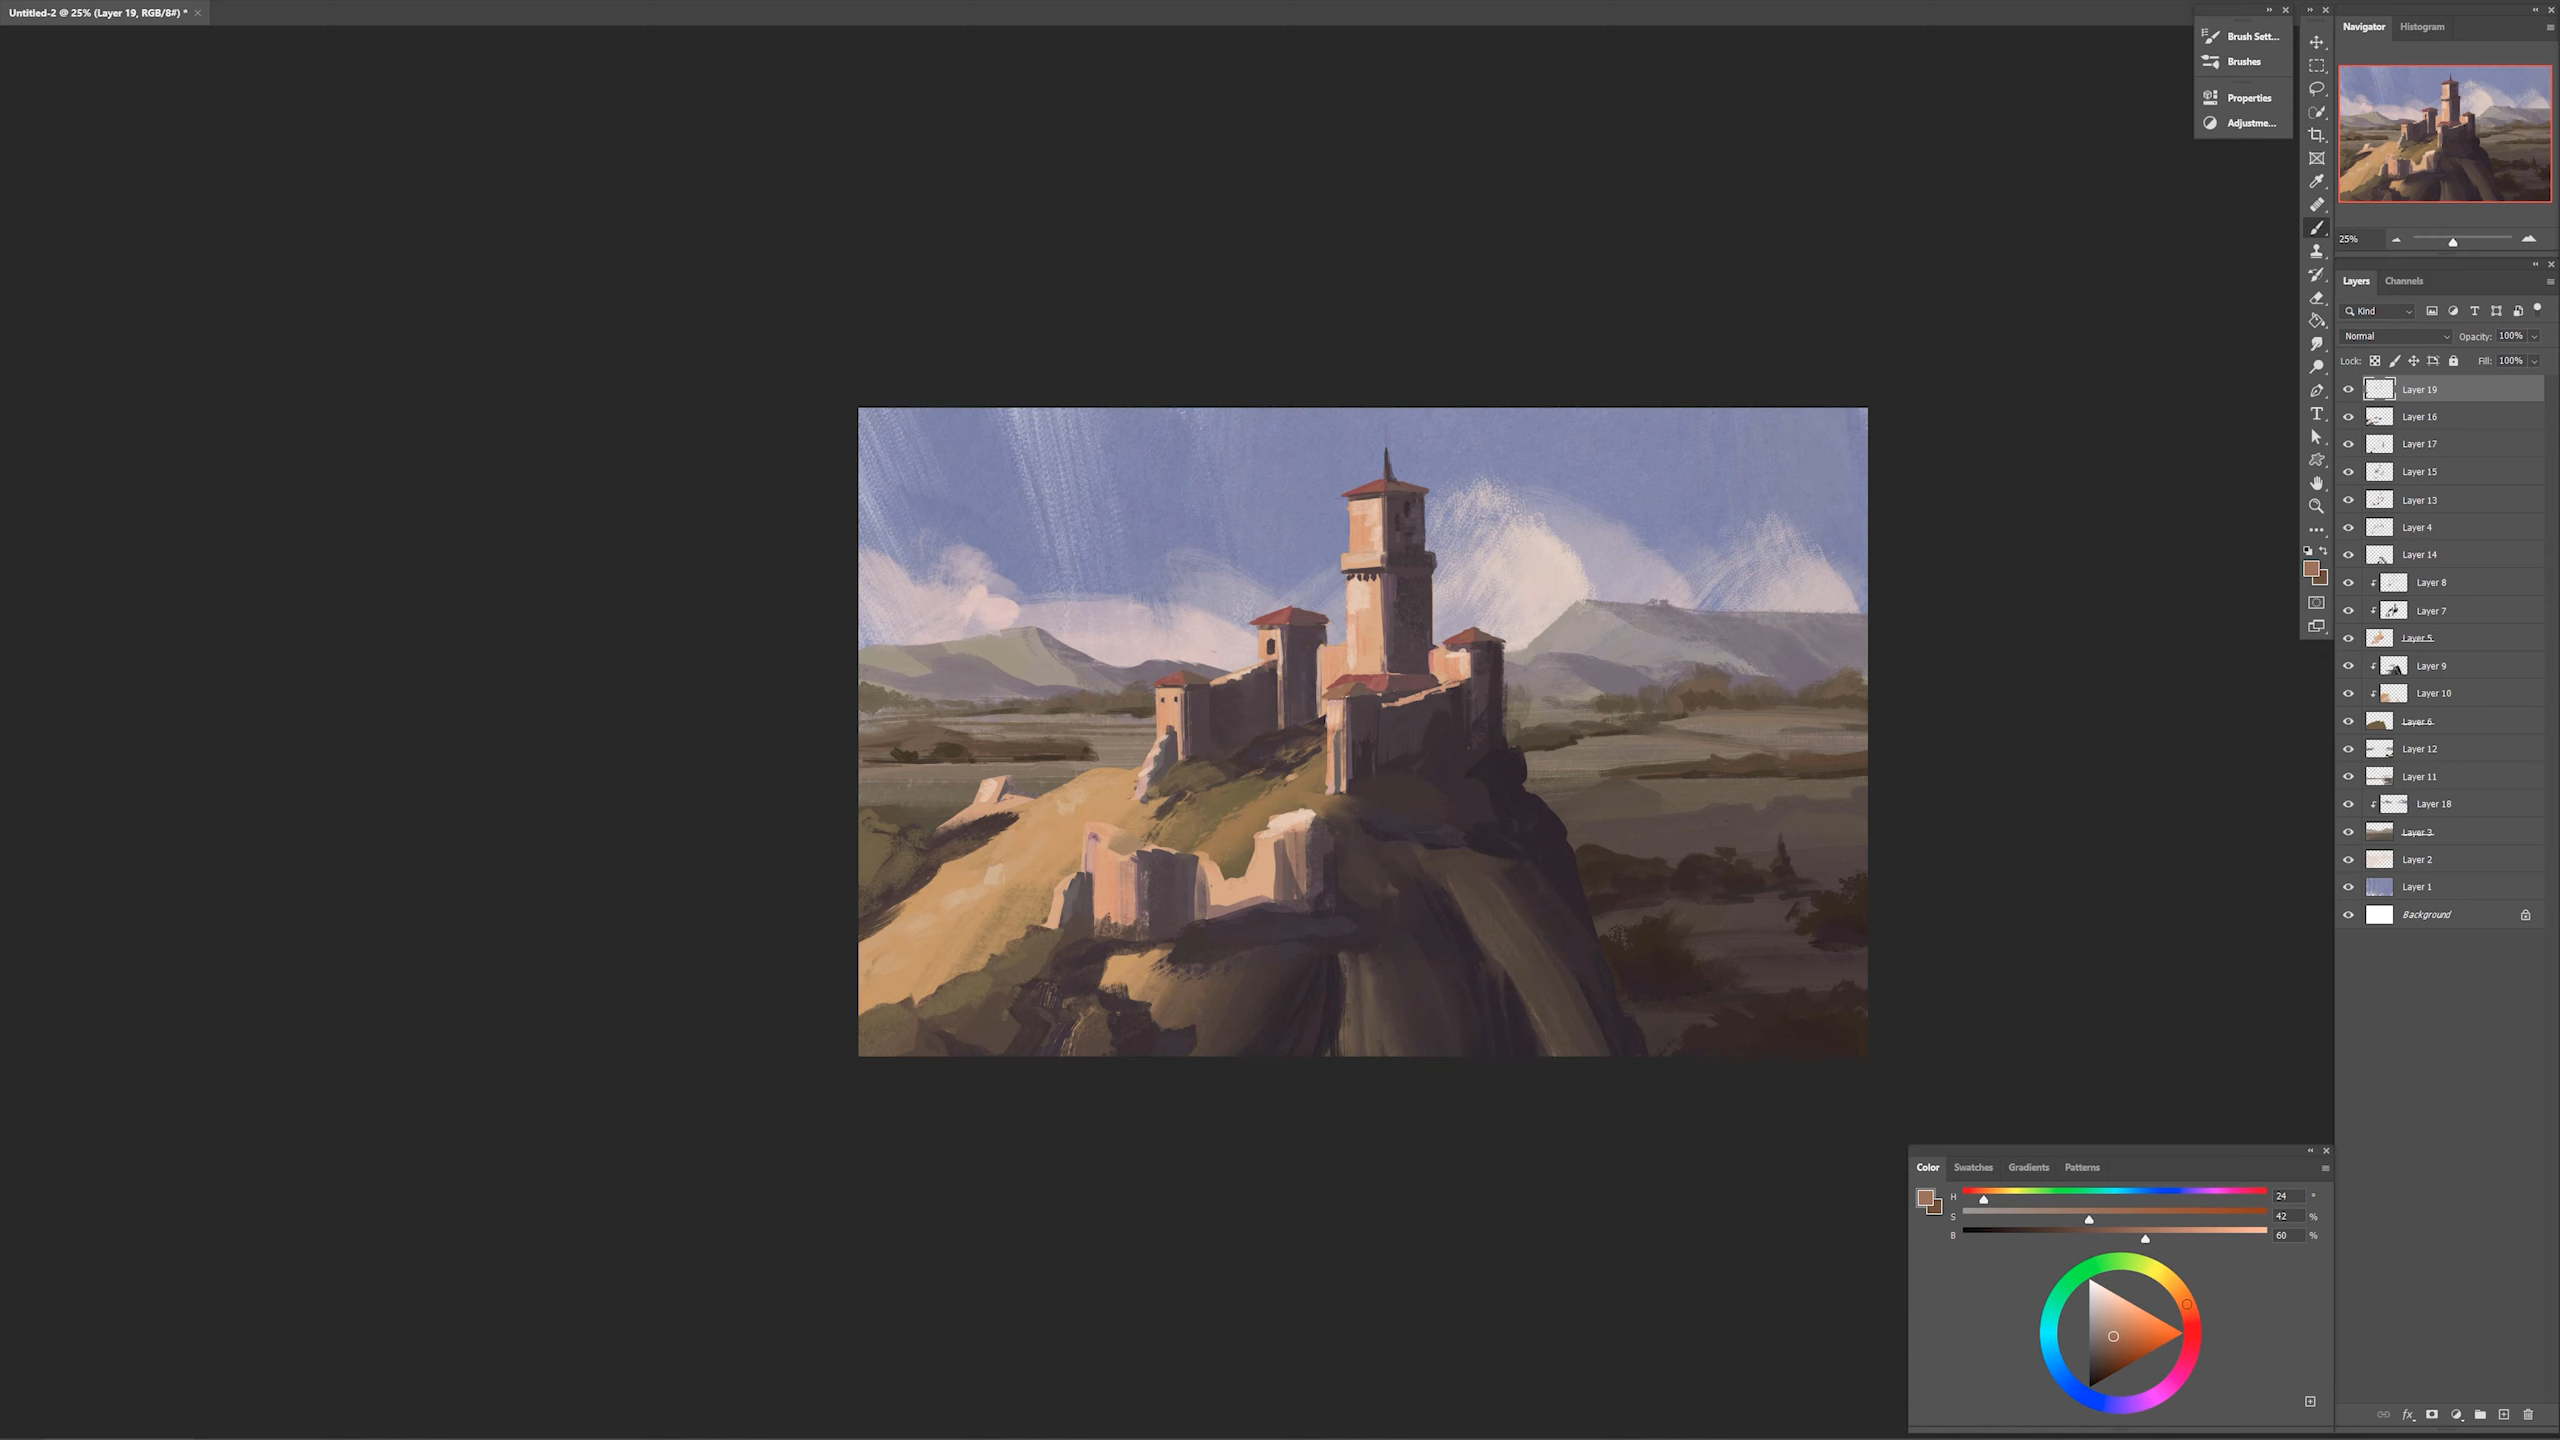 Untitled-2 @ 25% (Layer 19, RGB/8#) *
Brush Sett...
Brushes
Properties
Adjustme...
Navigator Histogram
25%
Layers Channels
Kind
Normal Opacity: 100%
Lock: Fill: 100%
Layer 19
Layer 16
Layer 17
Layer 15
Layer 13
Layer 4
Layer 14
Layer 8
Layer 7
Layer 5
Layer 9
Layer 10
Layer 6
Layer 12
Layer 11
Layer 18
Layer 3
Layer 2
Layer 1
Background
fx
Color Swatches Gradients Patterns
H 24 °
S 42 %
B 60 %